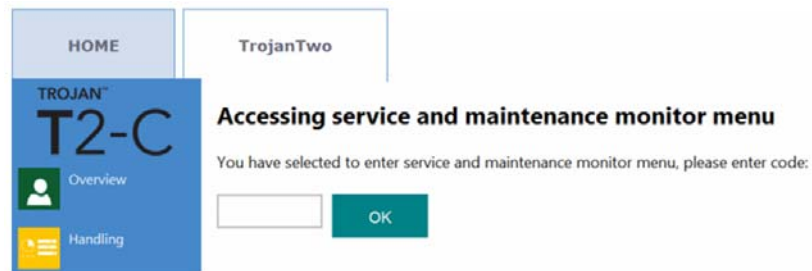 HOME
TrojanTwo
TROJAN™
T2-C
Accessing service and maintenance monitor menu
You have selected to enter service and maintenance monitor menu, please enter code:
Overview
OK
Handling